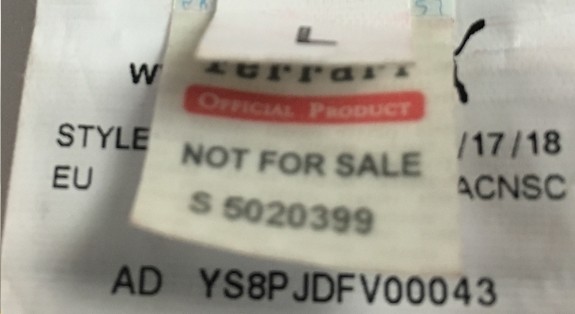 L
W
Ferrari
OFFICIAL PRODUCT
STYLE /17/18
NOT FOR SALE
EU ACNSC
S 5020399
AD YS8PJDFV00043